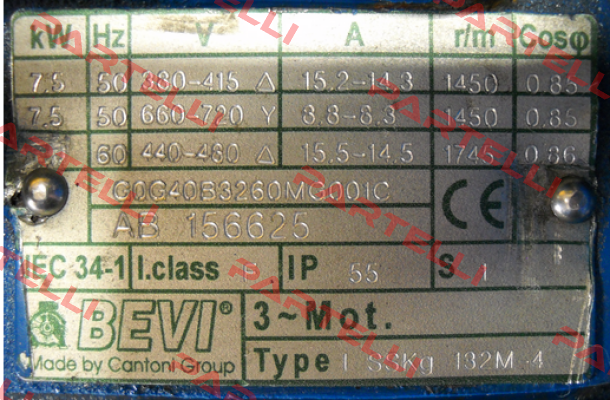 kW Hz V A r/m Cosφ
7.5 50 380-415 Δ 15.2-14.3 1450 0.85
7.5 50 660-720 Y 8.8-8.3 1450 0.85
60 440-480 Δ 15.5-14.5 1745 0.86
G0G40B3260MG001C
AB 156625
CE
IEC 34-1 I.class F IP 55 S 1
BEVI® 3~Mot.
Made by Cantoni Group Type SSKg 132M-4
PARTELLI